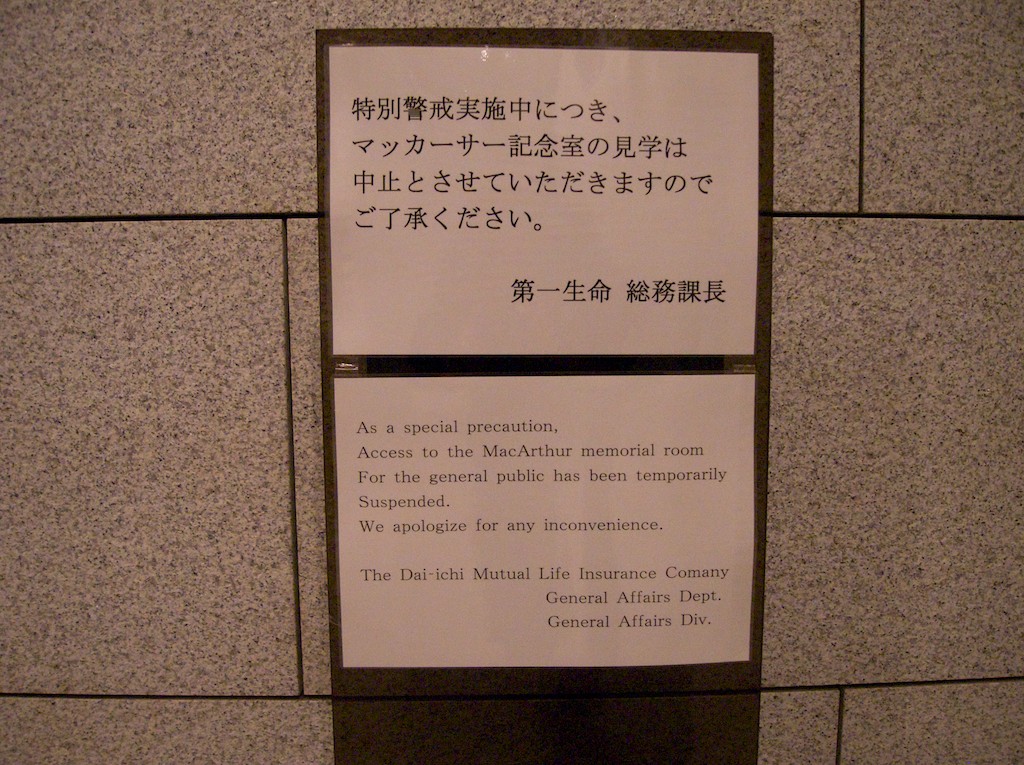 特別警戒実施中につき、
マッカーサー記念室の見学は
中止とさせていただきますので
ご了承ください。
第一生命 総務課長
As a special precaution,
Access to the MacArthur memorial room
For the general public has been temporarily
Suspended.
We apologize for any inconvenience.
The Dai-ichi Mutual Life Insurance Comany
General Affairs Dept.
General Affairs Div.